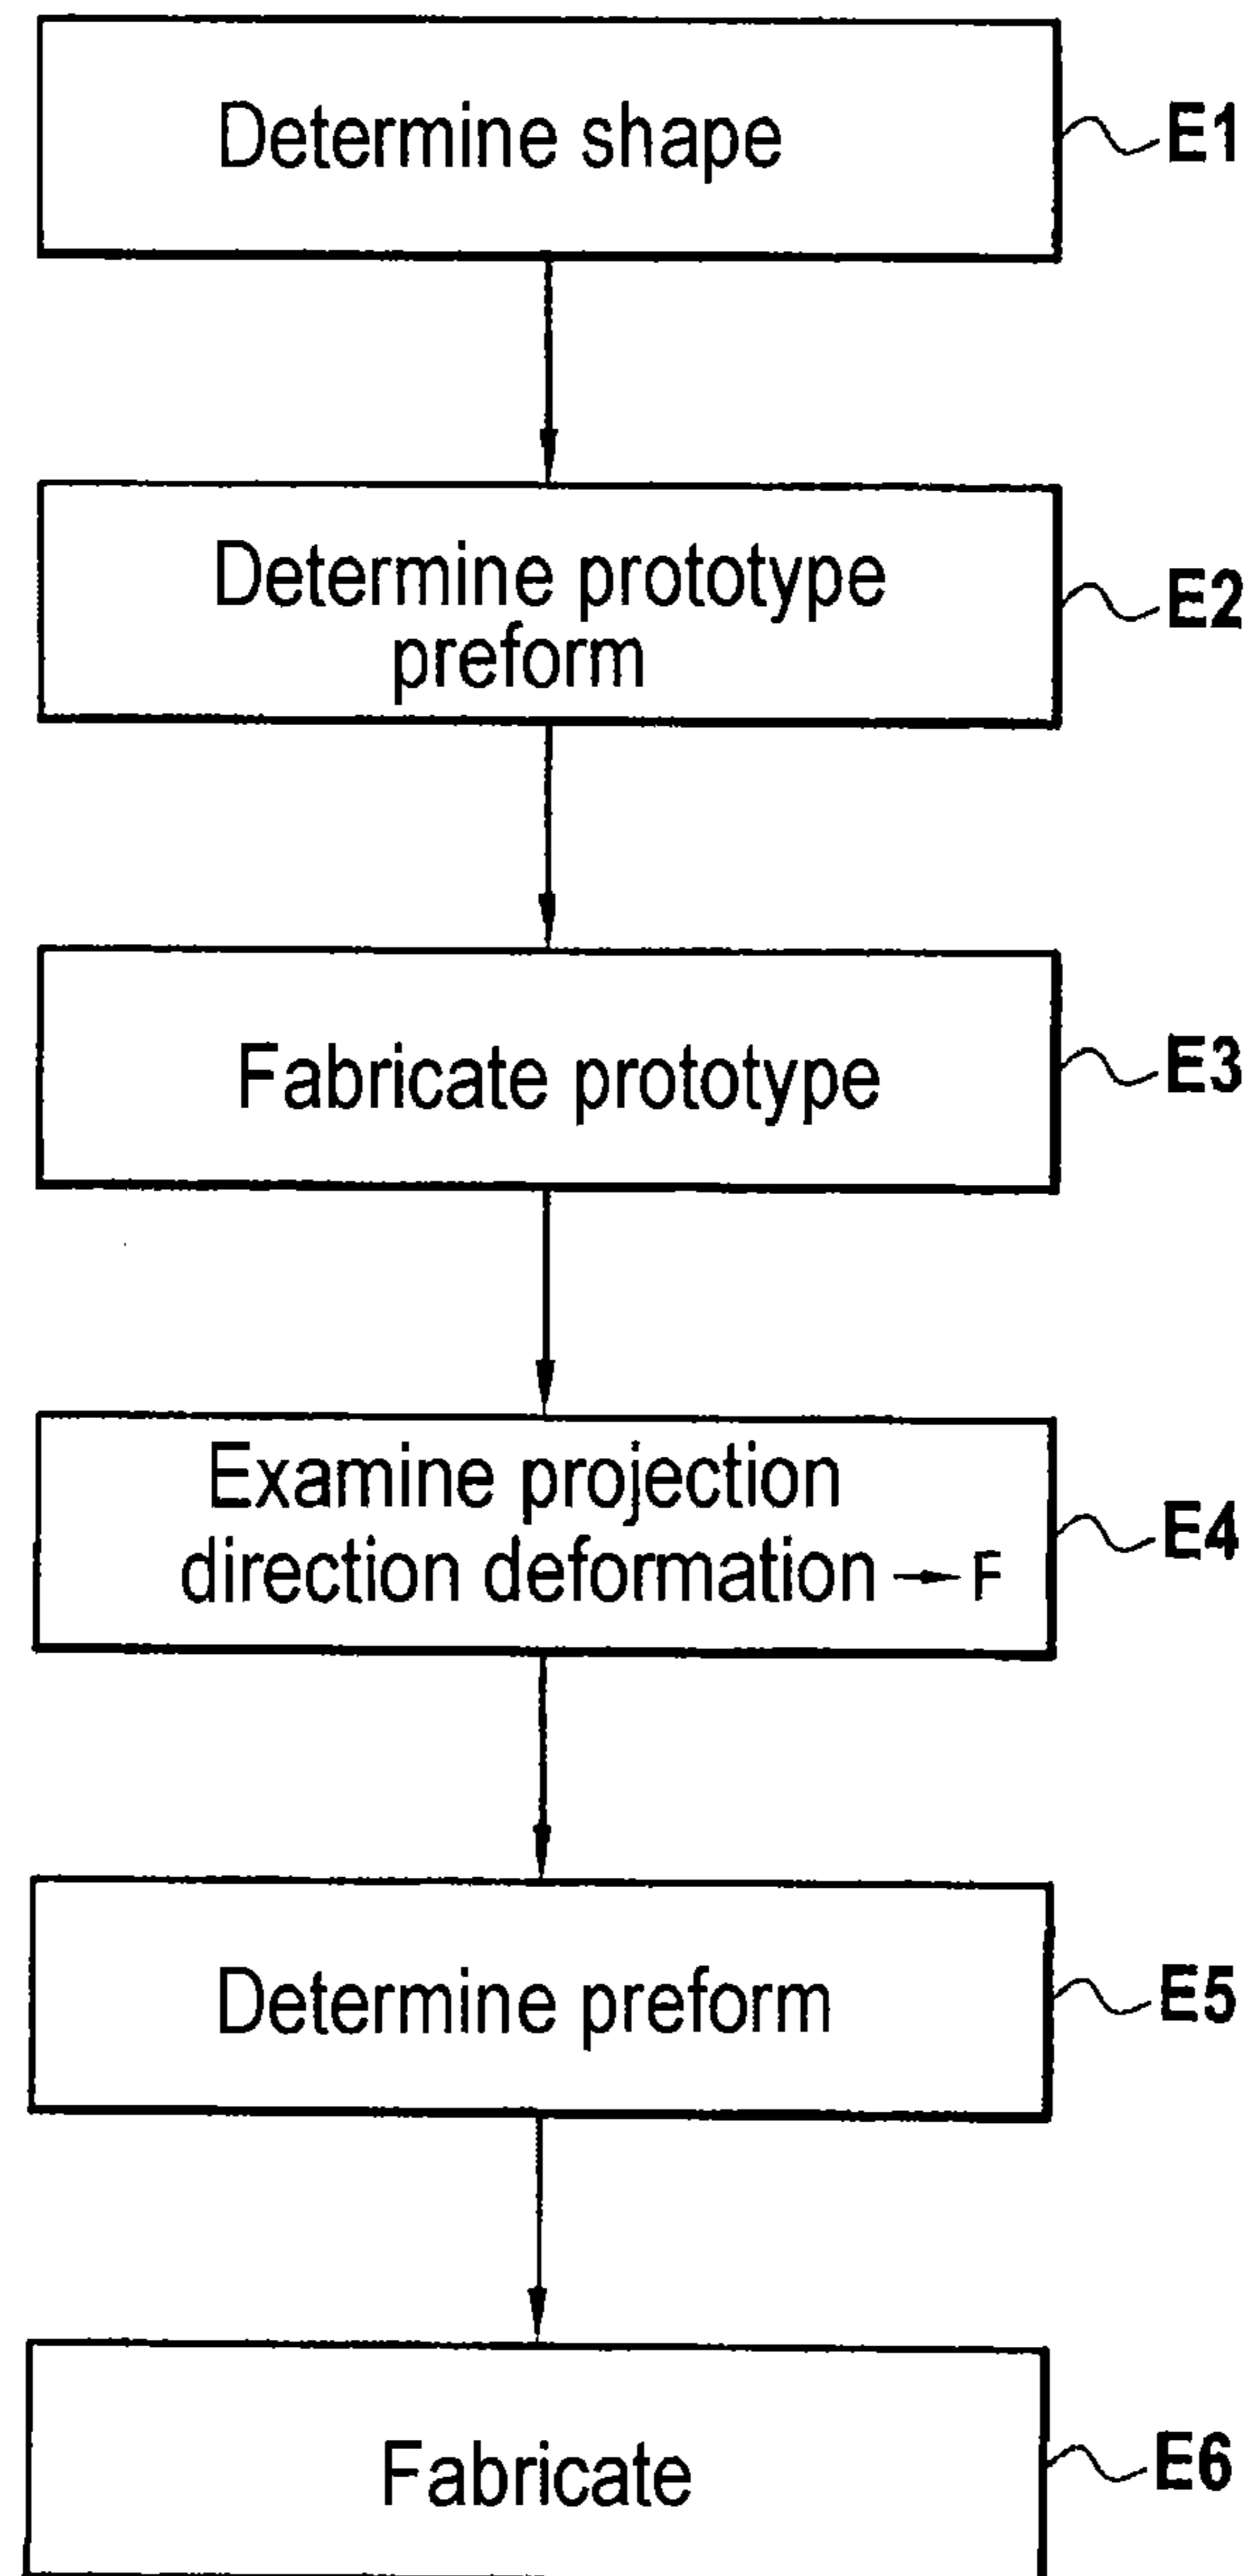 Determine shape
E1
Determine prototype
preform
E2
Fabricate prototype
E3
Examine projection
direction deformation → F
E4
Determine preform
E5
Fabricate
E6